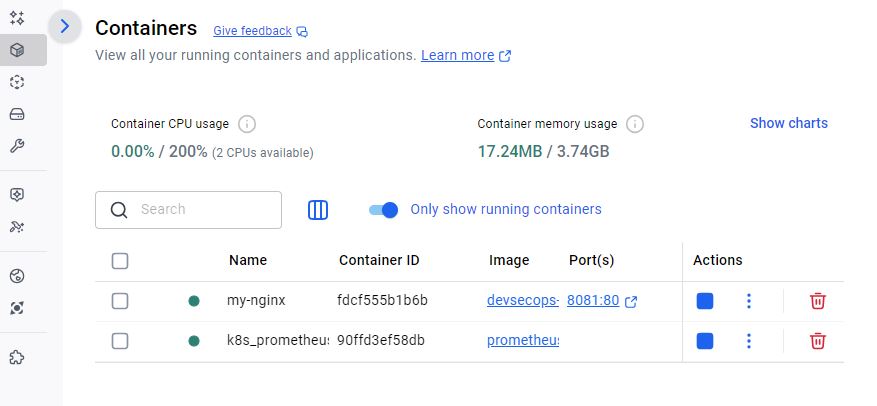 Containers Give feedback
View all your running containers and applications. Learn more
Container CPU usage
0.00% / 200% (2 CPUs available)
Container memory usage
17.24MB / 3.74GB
Show charts
Search
Only show running containers
Name Container ID Image Port(s) Actions
my-nginx fdcf555b1b6b devsecops- 8081:80
k8s_prometheus 90ffd3ef58db prometheus